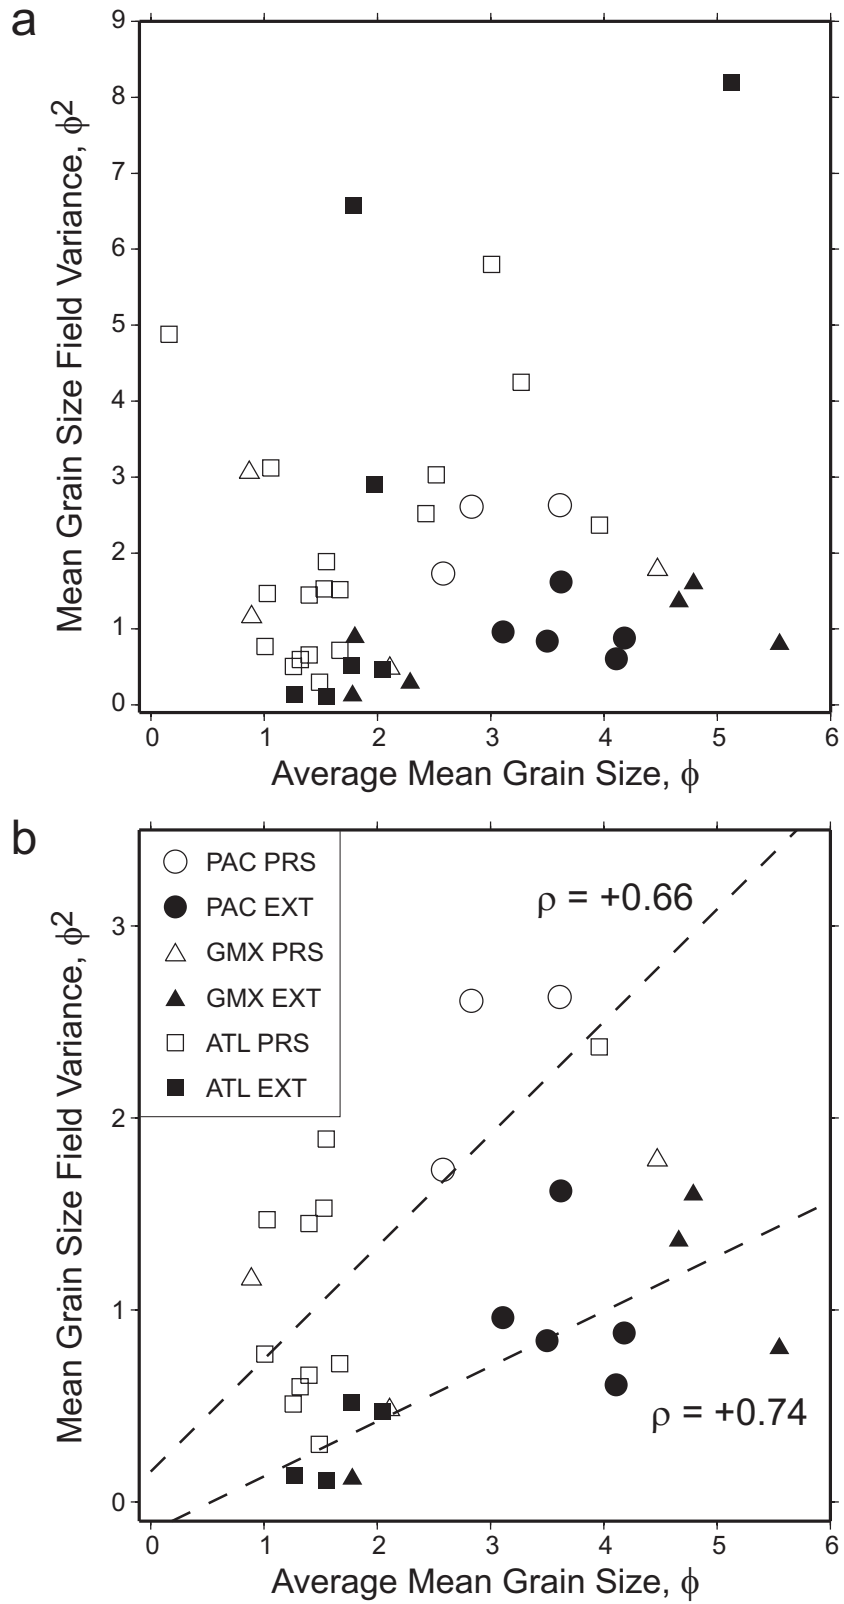 a
Mean Grain Size Field Variance, ϕ2
9
8
7
6
5
4
3
2
1
0
0 1 2 3 4 5 6
Average Mean Grain Size, ϕ
b
Mean Grain Size Field Variance, ϕ2
PAC PRS
PAC EXT
GMX PRS
GMX EXT
ATL PRS
ATL EXT
ρ = +0.66
ρ = +0.74
3
2
1
0
0 1 2 3 4 5 6
Average Mean Grain Size, ϕ